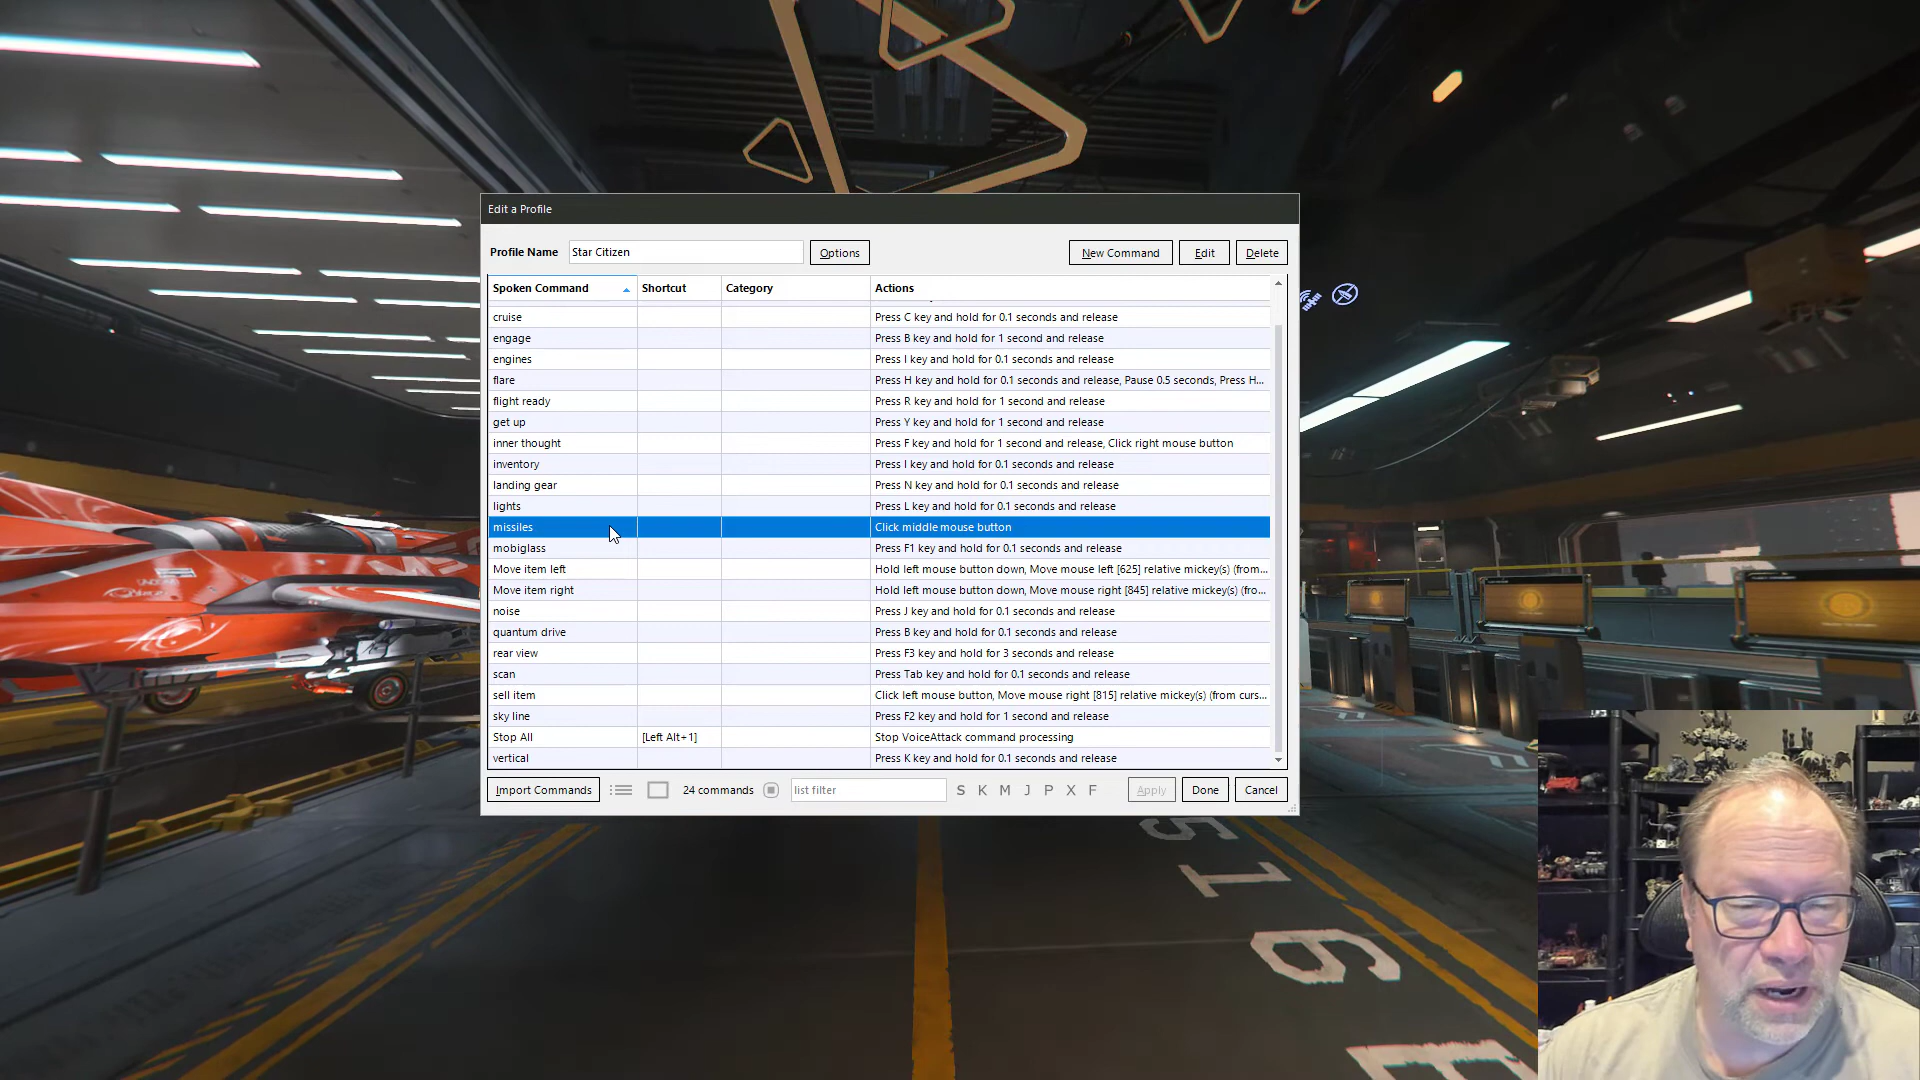 Edit a Profile
Profile Name Star Citizen Options New Command Edit Delete
Spoken Command Shortcut Category Actions
cruise Press C key and hold for 0.1 seconds and release
engage Press B key and hold for 1 second and release
engines Press I key and hold for 0.1 seconds and release
flare Press H key and hold for 0.1 seconds and release, Pause 0.5 seconds, Press H...
flight ready Press R key and hold for 1 second and release
get up Press Y key and hold for 1 second and release
inner thought Press F key and hold for 1 second and release, Click right mouse button
inventory Press I key and hold for 0.1 seconds and release
landing gear Press N key and hold for 0.1 seconds and release
lights Press L key and hold for 0.1 seconds and release
missiles Click middle mouse button
mobiglass Press F1 key and hold for 0.1 seconds and release
Move item left Hold left mouse button down, Move mouse left [625] relative mickey(s) (from...
Move item right Hold left mouse button down, Move mouse right [845] relative mickey(s) (fro...
noise Press J key and hold for 0.1 seconds and release
quantum drive Press B key and hold for 0.1 seconds and release
rear view Press F3 key and hold for 3 seconds and release
scan Press Tab key and hold for 0.1 seconds and release
sell item Click left mouse button, Move mouse right [815] relative mickey(s) (from curs...
sky line Press F2 key and hold for 1 second and release
Stop All [Left Alt+1] Stop VoiceAttack command processing
vertical Press K key and hold for 0.1 seconds and release
Import Commands 24 commands list filter S K M J P X F Apply Done Cancel